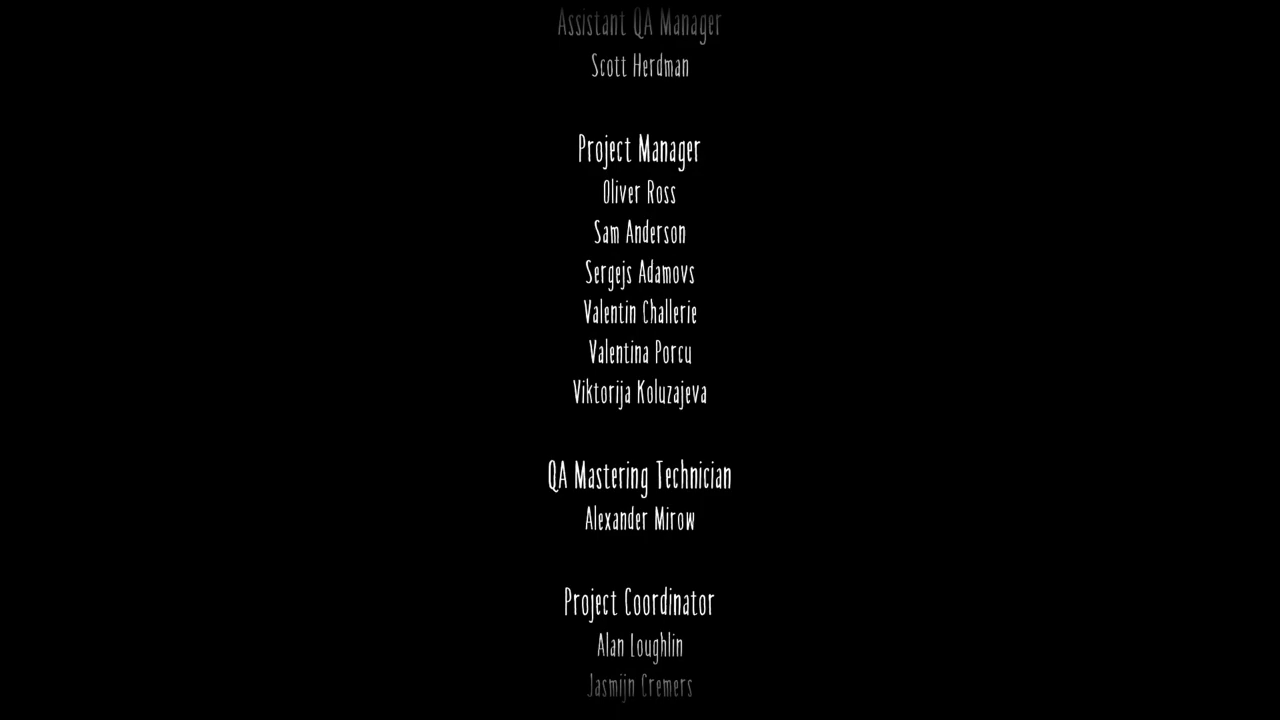 Assistant QA Manager
Scott Herdman
Project Manager
Oliver Ross
Sam Anderson
Sergejs Adamovs
Valentin Challerie
Valentina Porcu
Viktorija Koluzajeva
QA Mastering Technician
Alexander Mirow
Project Coordinator
Alan Loughlin
Jasmijn Cremers